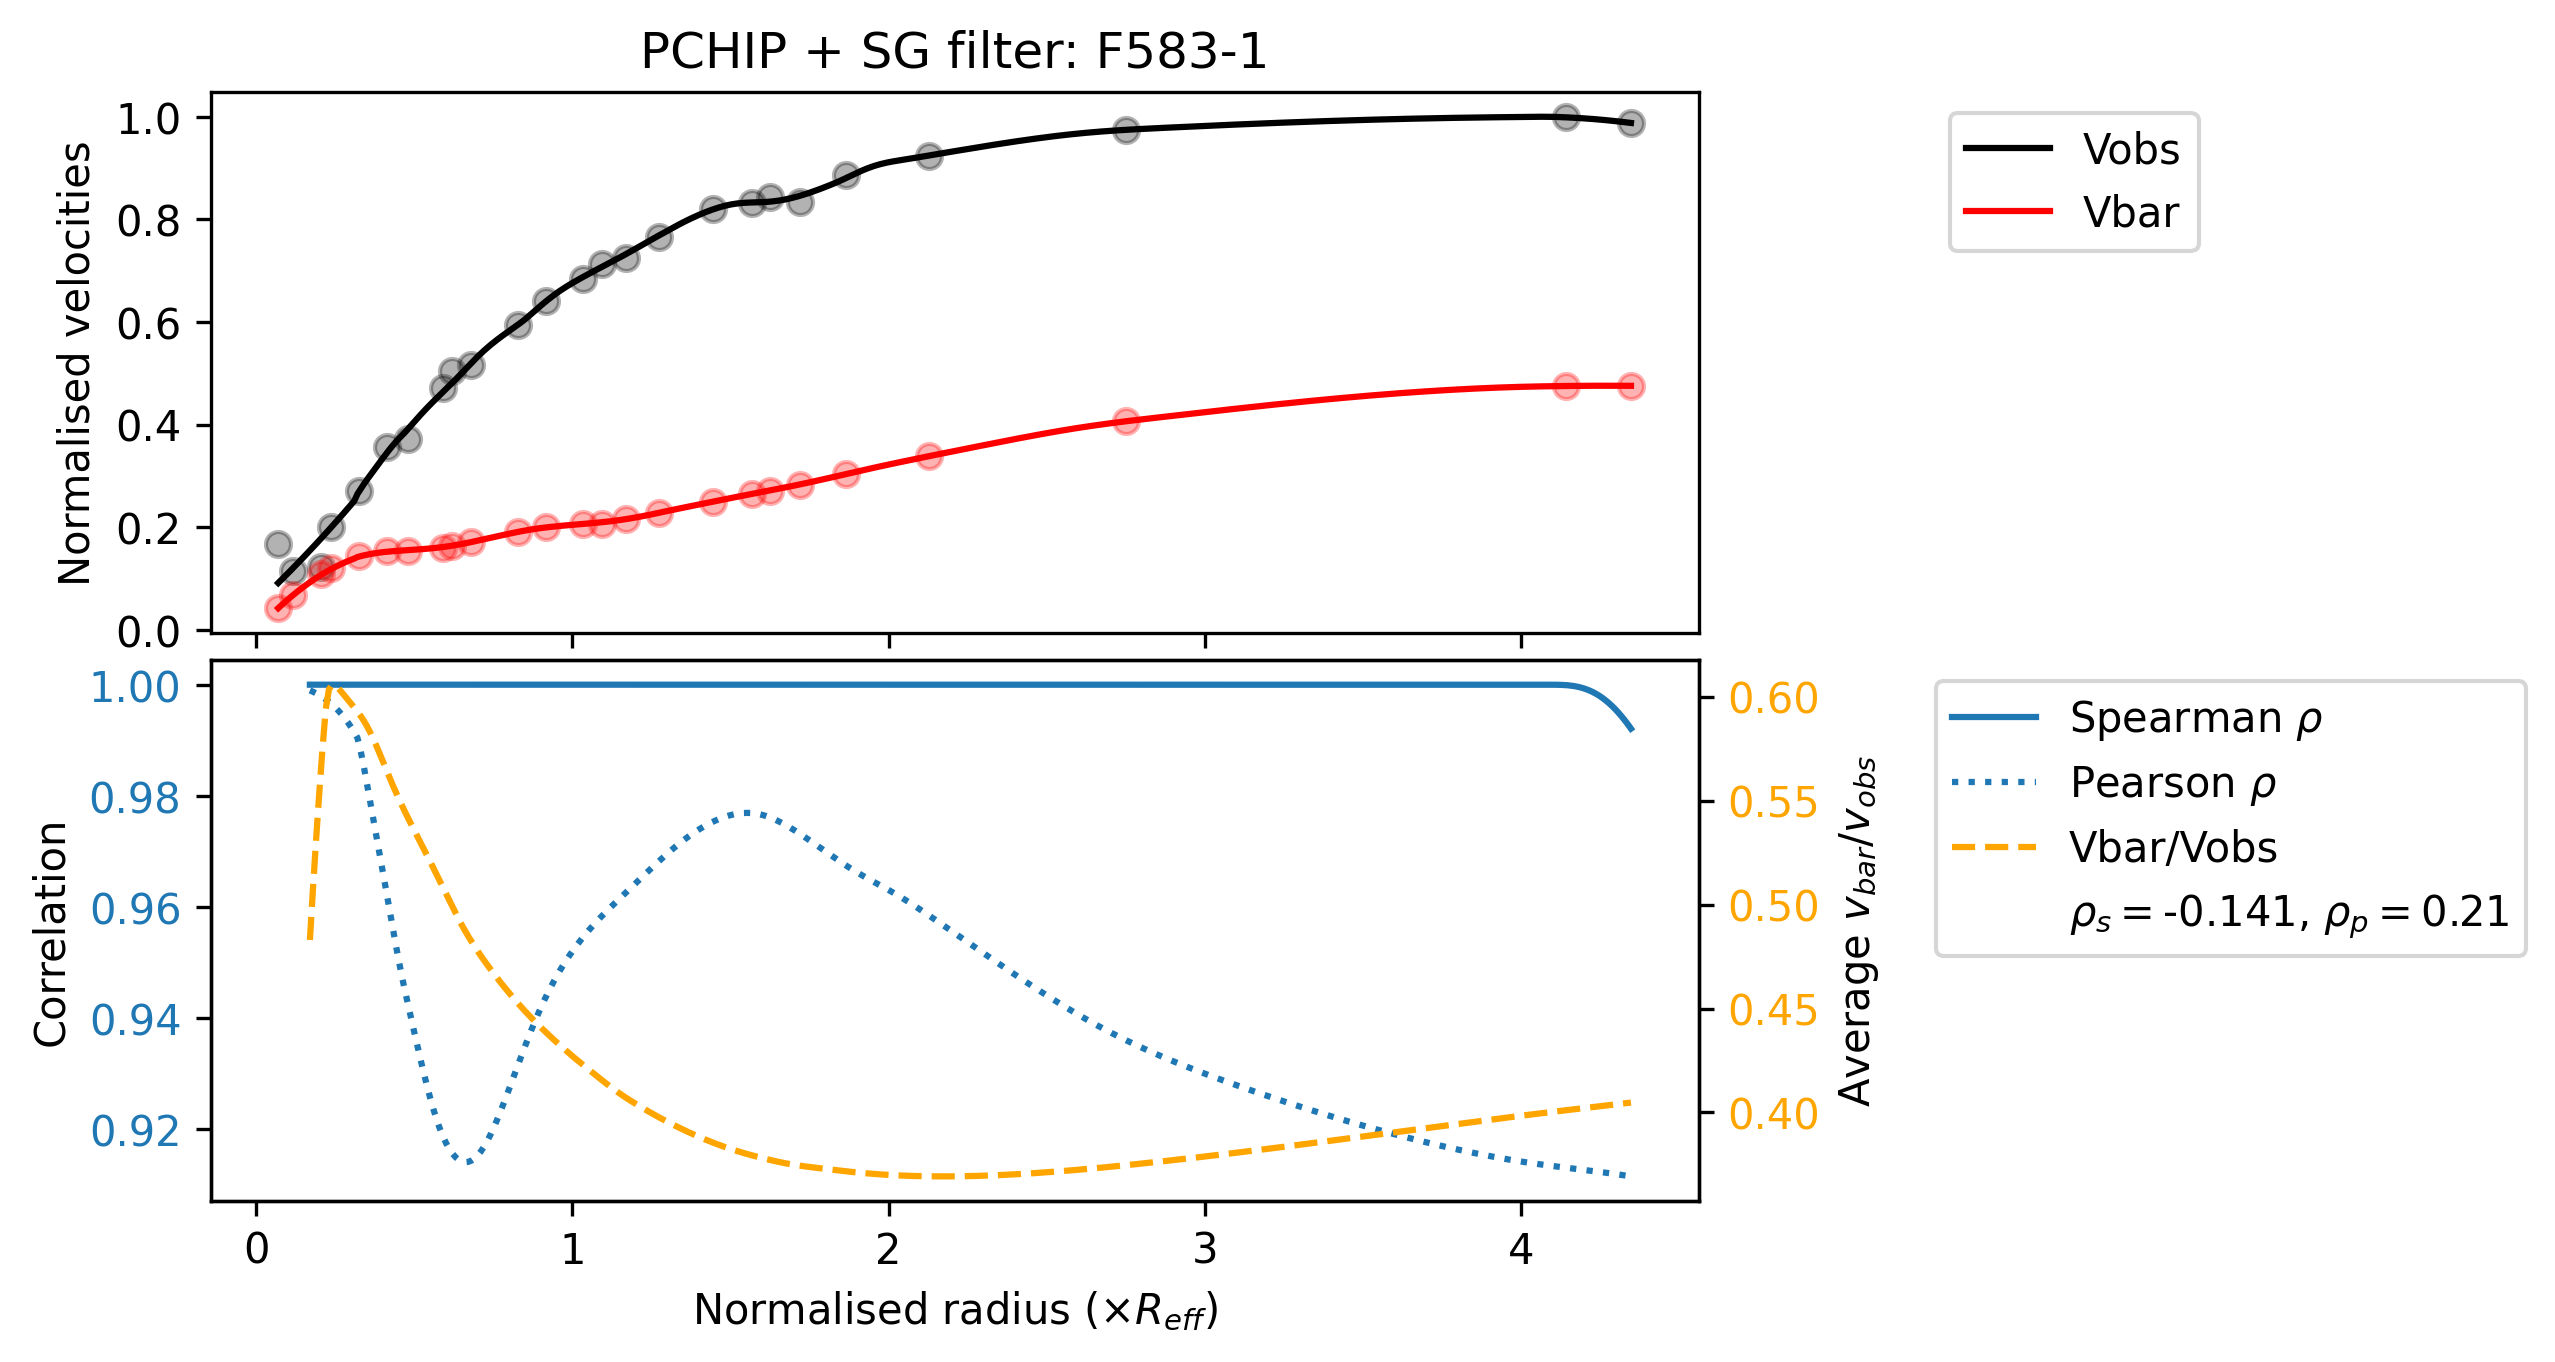 PCHIP + SG filter: F583-1
Normalised velocities
1.0
0.8
0.6
0.4
0.2
0.0
Vobs
Vbar
Correlation
1.00
0.98
0.96
0.94
0.92
0.60
0.55
0.50
0.45
0.40
Average v_bar/v_obs
Spearman ρ
Pearson ρ
Vbar/Vobs
ρ_s = -0.141, ρ_p = 0.21
0 1 2 3 4
Normalised radius (×R_eff)